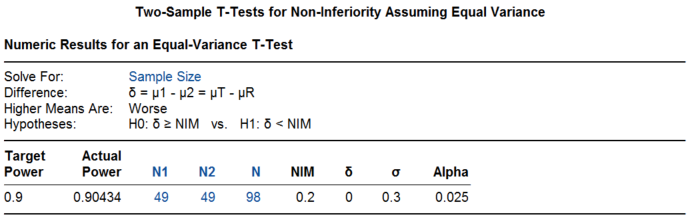 Two-Sample T-Tests for Non-Inferiority Assuming Equal Variance
Numeric Results for an Equal-Variance T-Test
Solve For: Sample Size
Difference: δ = μ1 - μ2 = μT - μR
Higher Means Are: Worse
Hypotheses: H0: δ ≥ NIM vs. H1: δ < NIM
Target Actual
Power Power N1 N2 N NIM δ σ Alpha
0.9 0.90434 49 49 98 0.2 0 0.3 0.025